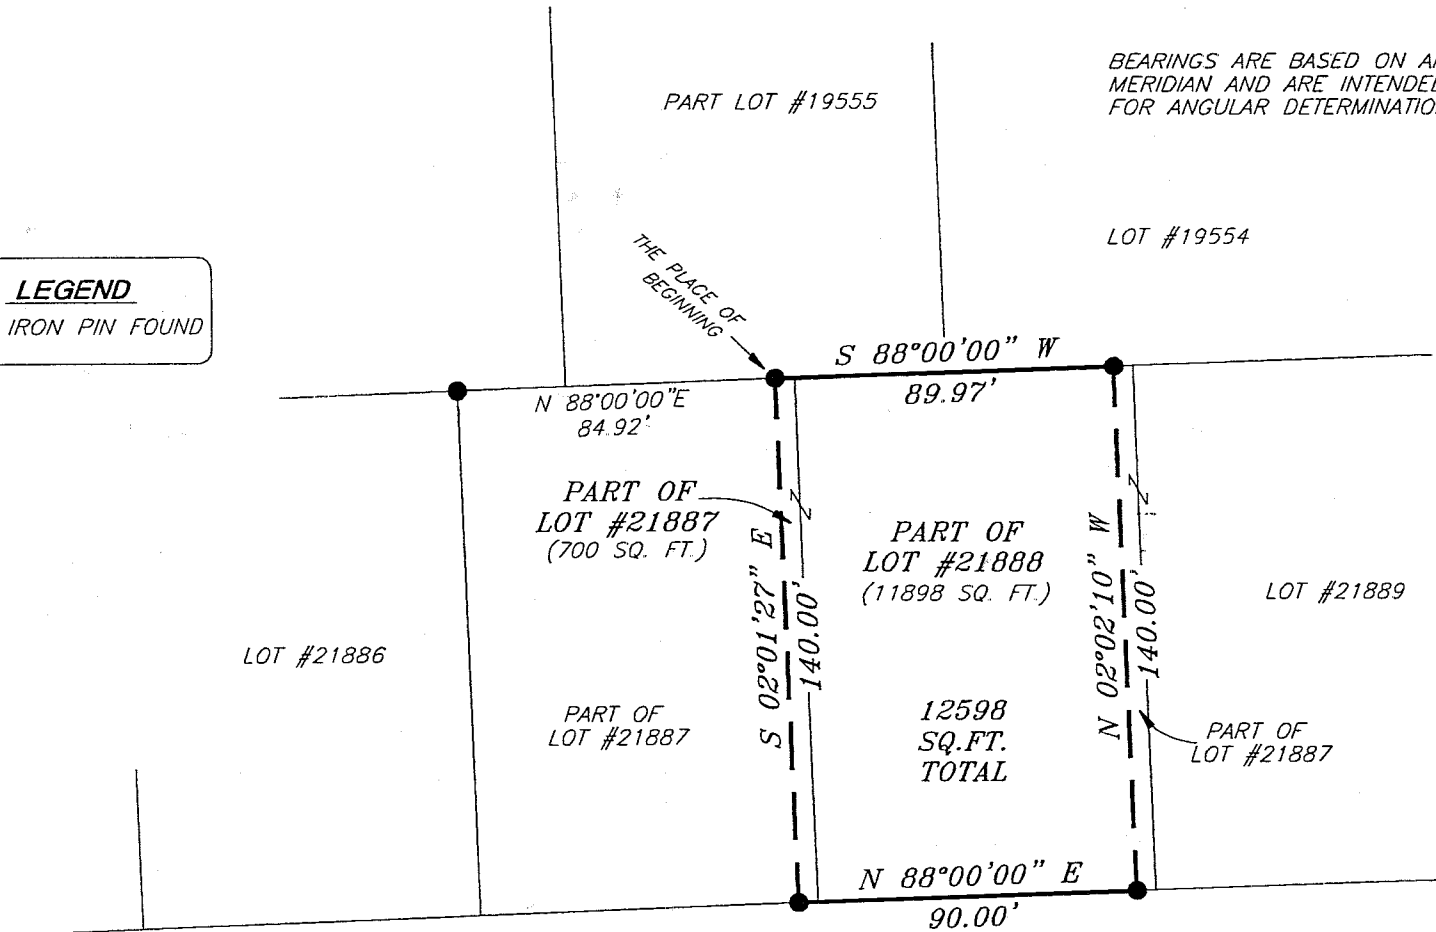 BEARINGS ARE BASED ON
MERIDIAN AND ARE
FOR ANGULAR
PART LOT #19555
LOT #19554
THE PLACE OF
BEGINNING
LEGEND
IRON PIN FOUND
S 88°00'00" W
89.97'
N 88°00'00"E
84.92'
PART OF
LOT #21887
(700 SQ. FT.)
S 02°01'27" E
140.00'
PART OF
LOT #21888
(11898 SQ. FT.)
N 02°02'10" W
140.00'
LOT #21889
LOT #21886
PART OF
LOT #21887
12598
SQ.FT.
TOTAL
PART OF
LOT #21887
N 88°00'00" E
90.00'